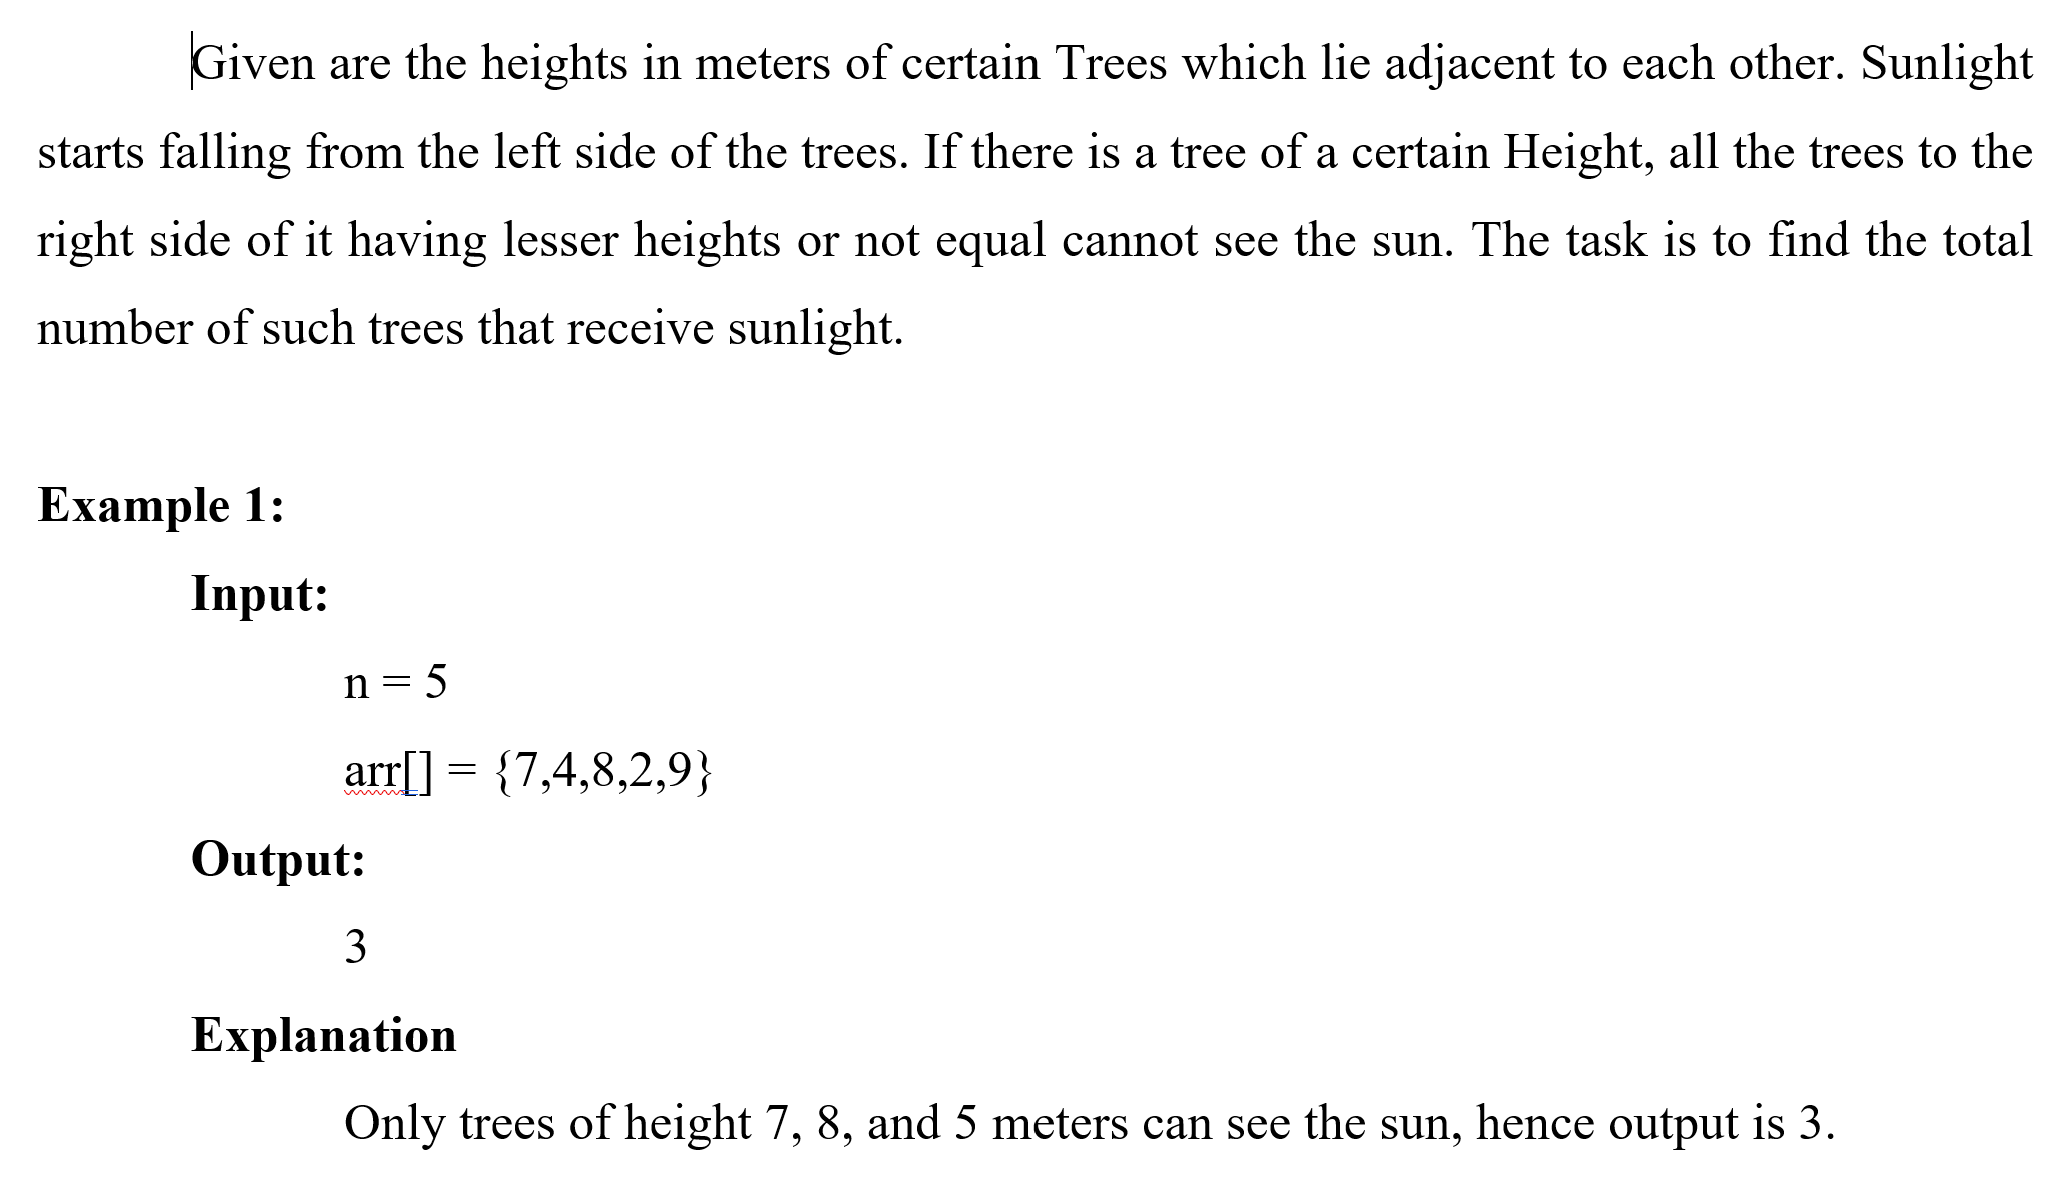 Given are the heights in meters of certain Trees which lie adjacent to each other. Sunlight
starts falling from the left side of the trees. If there is a tree of a certain Height, all the trees to the
right side of it having lesser heights or not equal cannot see the sun. The task is to find the total
number of such trees that receive sunlight.
Example 1:
Input:
n = 5
arr[] = {7,4,8,2,9}
Output:
3
Explanation
Only trees of height 7, 8, and 5 meters can see the sun, hence output is 3.